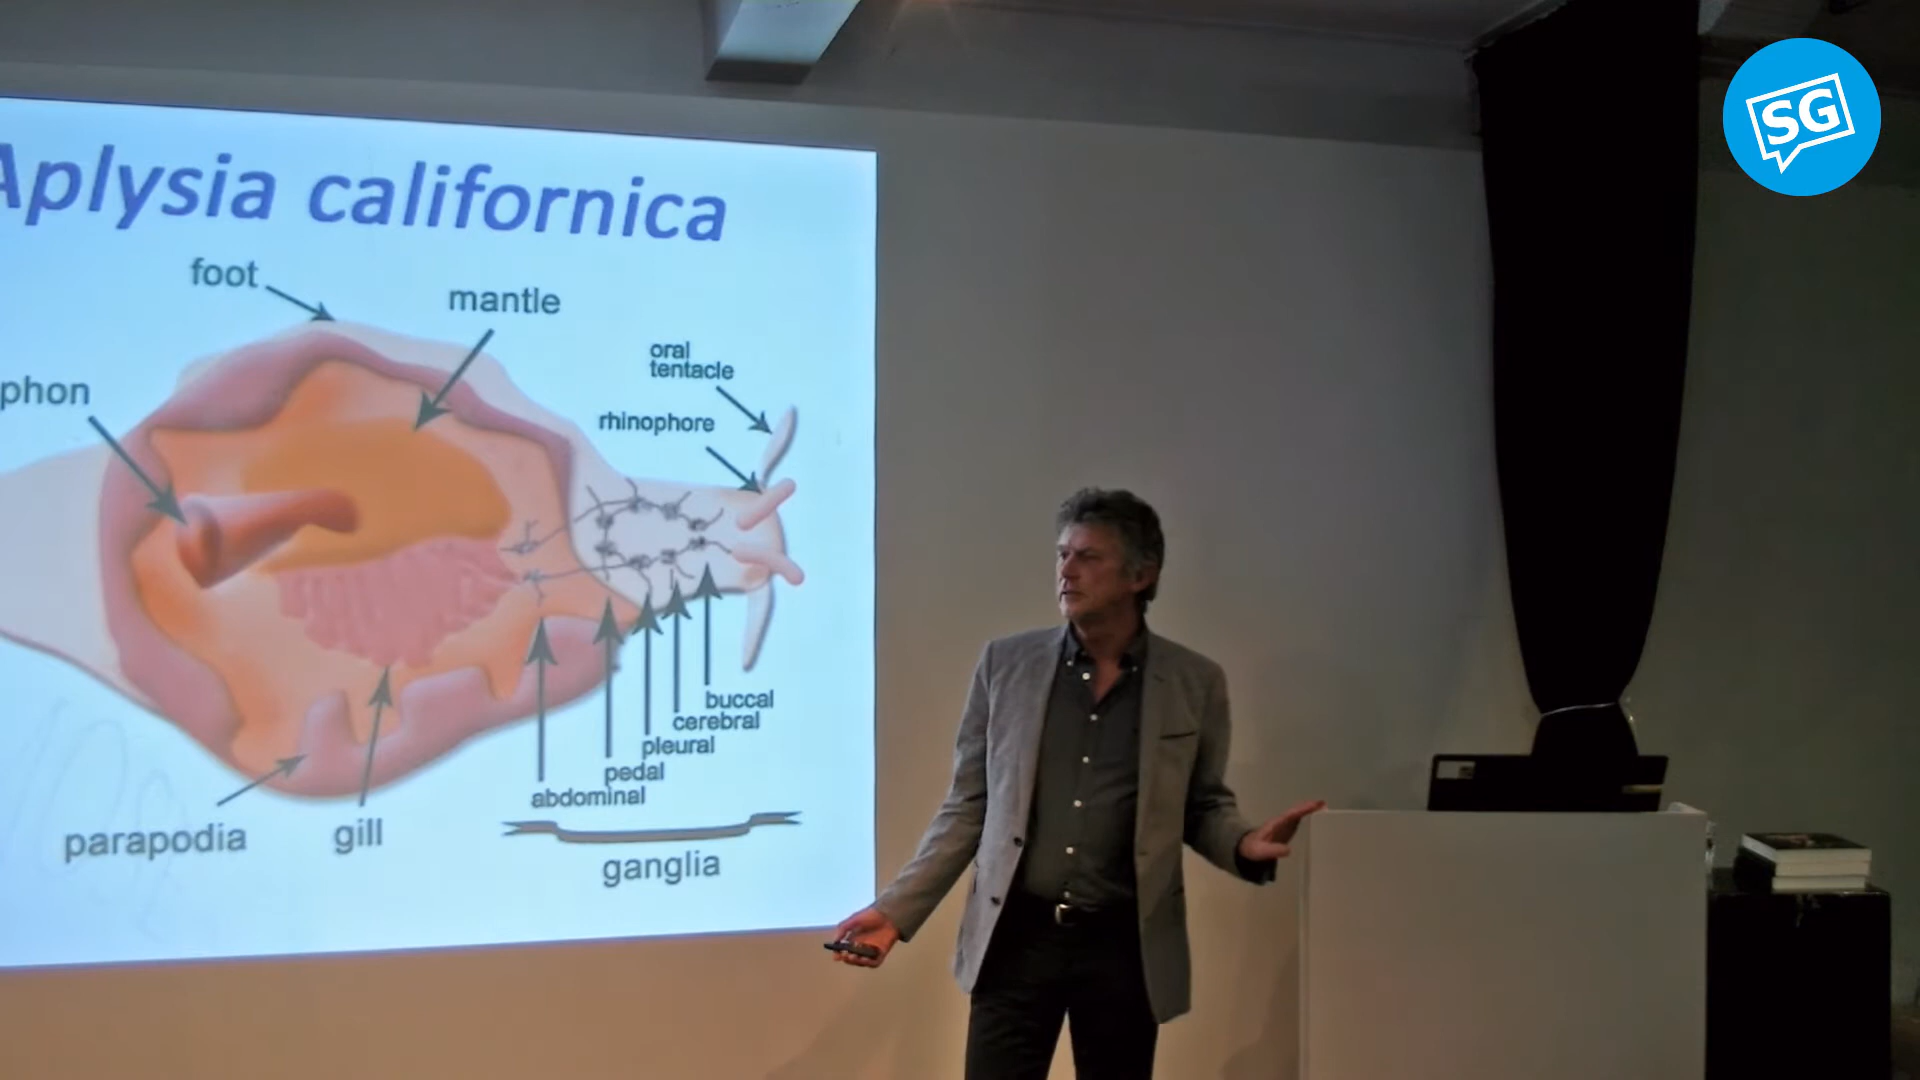 Aplysia californica
foot
mantle
oral
tentacle
phon
rhinophore
buccal
cerebral
pleural
pedal
abdominal
parapodia
gill
ganglia
SG